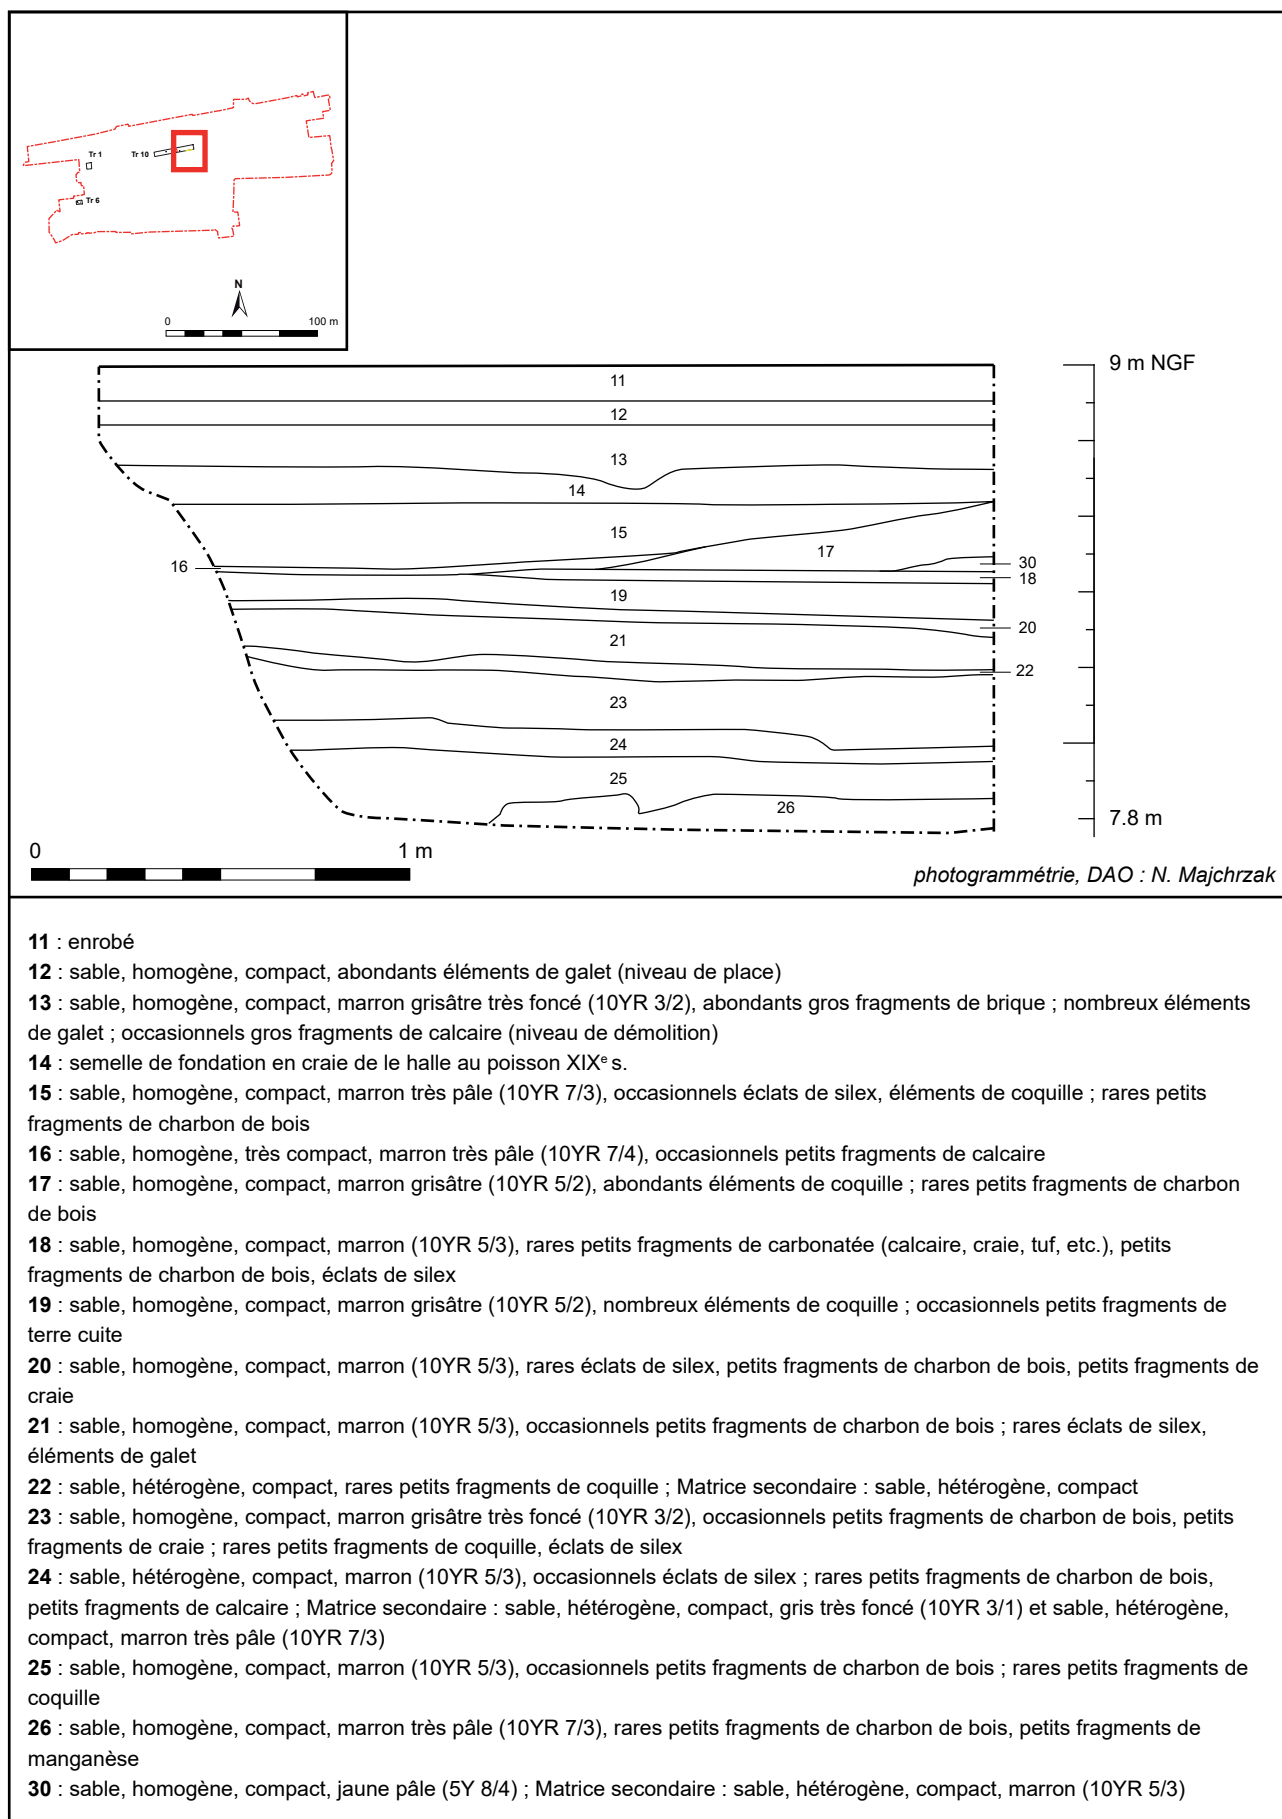 Tr 1
Tr 10
Tr 6
N
0 100 m
9 m NGF
11
12
13
14
15
17
16
30
18
19
20
21
22
23
24
25
26
7.8 m
0 1 m
photogrammétrie, DAO : N. Majchrzak
11 : enrobé
12 : sable, homogène, compact, abondants éléments de galet (niveau de place)
13 : sable, homogène, compact, marron grisâtre très foncé (10YR 3/2), abondants gros fragments de brique ; nombreux éléments
de galet ; occasionnels gros fragments de calcaire (niveau de démolition)
14 : semelle de fondation en craie de le halle au poisson XIXe s.
15 : sable, homogène, compact, marron très pâle (10YR 7/3), occasionnels éclats de silex, éléments de coquille ; rares petits
fragments de charbon de bois
16 : sable, homogène, très compact, marron très pâle (10YR 7/4), occasionnels petits fragments de calcaire
17 : sable, homogène, compact, marron grisâtre (10YR 5/2), abondants éléments de coquille ; rares petits fragments de charbon
de bois
18 : sable, homogène, compact, marron (10YR 5/3), rares petits fragments de carbonatée (calcaire, craie, tuf, etc.), petits
fragments de charbon de bois, éclats de silex
19 : sable, homogène, compact, marron grisâtre (10YR 5/2), nombreux éléments de coquille ; occasionnels petits fragments de
terre cuite
20 : sable, homogène, compact, marron (10YR 5/3), rares éclats de silex, petits fragments de charbon de bois, petits fragments de
craie
21 : sable, homogène, compact, marron (10YR 5/3), occasionnels petits fragments de charbon de bois ; rares éclats de silex,
éléments de galet
22 : sable, hétérogène, compact, rares petits fragments de coquille ; Matrice secondaire : sable, hétérogène, compact
23 : sable, homogène, compact, marron grisâtre très foncé (10YR 3/2), occasionnels petits fragments de charbon de bois, petits
fragments de craie ; rares petits fragments de coquille, éclats de silex
24 : sable, hétérogène, compact, marron (10YR 5/3), occasionnels éclats de silex ; rares petits fragments de charbon de bois,
petits fragments de calcaire ; Matrice secondaire : sable, hétérogène, compact, gris très foncé (10YR 3/1) et sable, hétérogène,
compact, marron très pâle (10YR 7/3)
25 : sable, homogène, compact, marron (10YR 5/3), occasionnels petits fragments de charbon de bois ; rares petits fragments de
coquille
26 : sable, homogène, compact, marron très pâle (10YR 7/3), rares petits fragments de charbon de bois, petits fragments de
manganèse
30 : sable, homogène, compact, jaune pâle (5Y 8/4) ; Matrice secondaire : sable, hétérogène, compact, marron (10YR 5/3)